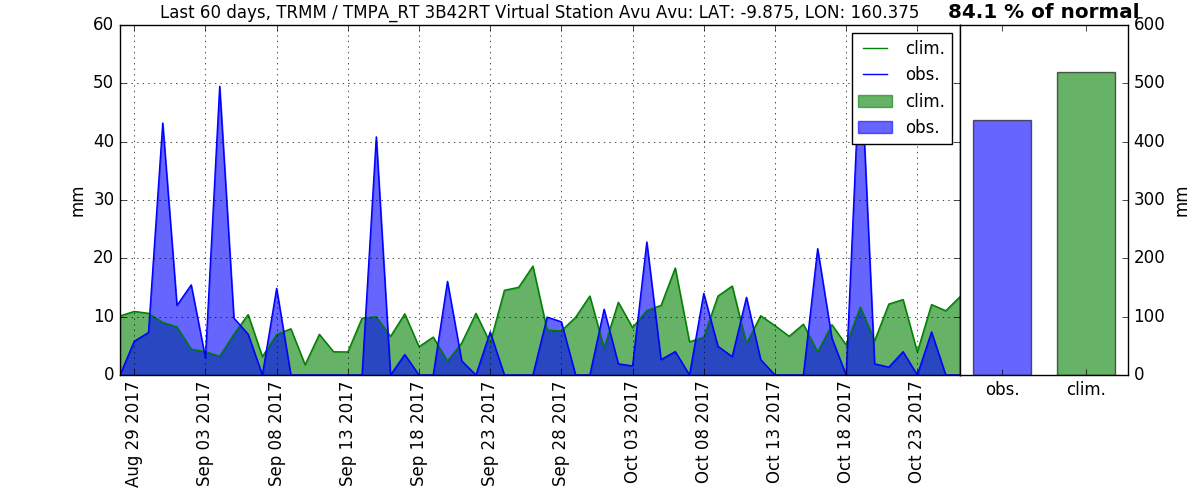 Last 60 days, TRMM / TMPA_RT 3B42RT Virtual Station Avu Avu: LAT: -9.875, LON: 160.375
84.1 % of normal
60
50
40
30
20
10
0
mm
clim.
obs.
clim.
obs.
600
500
400
300
200
100
0
mm
Aug 29 2017
Sep 03 2017
Sep 08 2017
Sep 13 2017
Sep 18 2017
Sep 23 2017
Sep 28 2017
Oct 03 2017
Oct 08 2017
Oct 13 2017
Oct 18 2017
Oct 23 2017
obs.
clim.